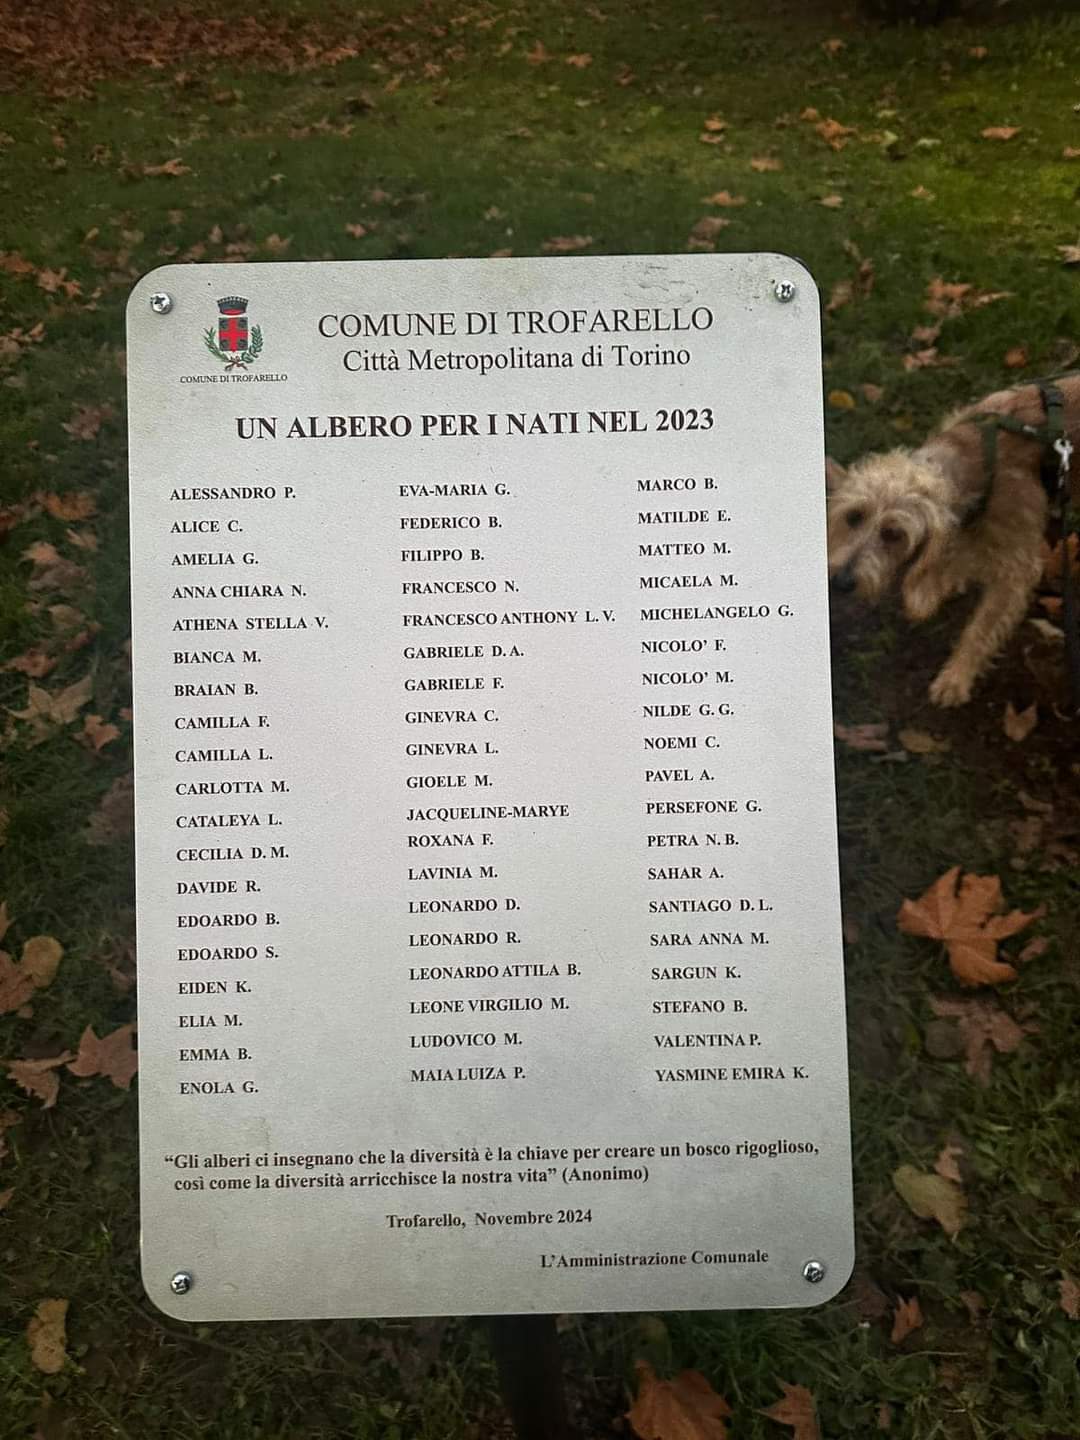 COMUNE DI TROFARELLO
Città Metropolitana di Torino
COMUNE DI TROFARELLO
UN ALBERO PER I NATI NEL 2023
ALESSANDRO P.
ALICE C.
AMELIA G.
ANNA CHIARA N.
ATHENA STELLA V.
BIANCA M.
BRAIAN B.
CAMILLA F.
CAMILLA L.
CARLOTTA M.
CATALEYA L.
CECILIA D. M.
DAVIDE R.
EDOARDO B.
EDOARDO S.
EIDEN K.
ELIA M.
EMMA B.
ENOLA G.
EVA-MARIA G.
FEDERICO B.
FILIPPO B.
FRANCESCO N.
FRANCESCO ANTHONY L. V.
GABRIELE D. A.
GABRIELE F.
GINEVRA C.
GINEVRA L.
GIOELE M.
JACQUELINE-MARYE
ROXANA F.
LAVINIA M.
LEONARDO D.
LEONARDO R.
LEONARDO ATTILA B.
LEONE VIRGILIO M.
LUDOVICO M.
MAIA LUIZA P.
MARCO B.
MATILDE E.
MATTEO M.
MICAELA M.
MICHELANGELO G.
NICOLO’ F.
NICOLO’ M.
NILDE G. G.
NOEMI C.
PAVEL A.
PERSEFONE G.
PETRA N. B.
SAHAR A.
SANTIAGO D. L.
SARA ANNA M.
SARGUN K.
STEFANO B.
VALENTINA P.
YASMINE EMIRA K.
“Gli alberi ci insegnano che la diversità è la chiave per creare un bosco rigoglioso,
così come la diversità arricchisce la nostra vita” (Anonimo)
Trofarello, Novembre 2024
L’Amministrazione Comunale